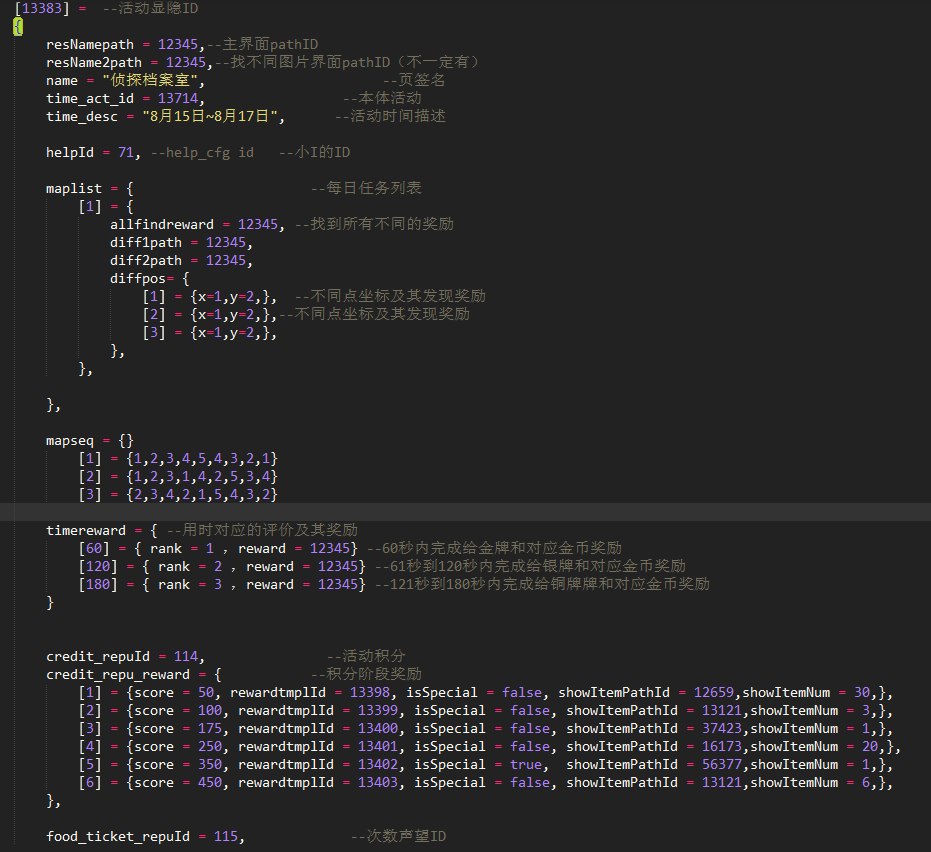 [13383] = --活动显隐ID
{
resNamepath = 12345,--主界面pathID
resName2path = 12345,--找不同图片界面pathID（不一定有）
name = "侦探档案室", --页签名
time_act_id = 13714, --本体活动
time_desc = "8月15日~8月17日", --活动时间描述
helpId = 71, --help_cfg id --小I的ID
maplist = { --每日任务列表
[1] = {
allfindreward = 12345, --找到所有不同的奖励
diff1path = 12345,
diff2path = 12345,
diffpos= {
[1] = {x=1,y=2,}, --不同点坐标及其发现奖励
[2] = {x=1,y=2,},--不同点坐标及其发现奖励
[3] = {x=1,y=2,},
},
},
},
mapseq = {}
[1] = {1,2,3,4,5,4,3,2,1}
[2] = {1,2,3,1,4,2,5,3,4}
[3] = {2,3,4,2,1,5,4,3,2}
timereward = { --用时对应的评价及其奖励
[60] = { rank = 1 , reward = 12345} --60秒内完成给金牌和对应金币奖励
[120] = { rank = 2 , reward = 12345} --61秒到120秒内完成给银牌和对应金币奖励
[180] = { rank = 3 , reward = 12345} --121秒到180秒内完成给铜牌牌和对应金币奖励
}
credit_repuId = 114, --活动积分
credit_repu_reward = { --积分阶段奖励
[1] = {score = 50, rewardtmplId = 13398, isSpecial = false, showItemPathId = 12659,showItemNum = 30,},
[2] = {score = 100, rewardtmplId = 13399, isSpecial = false, showItemPathId = 13121,showItemNum = 3,},
[3] = {score = 175, rewardtmplId = 13400, isSpecial = false, showItemPathId = 37423,showItemNum = 1,},
[4] = {score = 250, rewardtmplId = 13401, isSpecial = false, showItemPathId = 16173,showItemNum = 20,},
[5] = {score = 350, rewardtmplId = 13402, isSpecial = true, showItemPathId = 56377,showItemNum = 1,},
[6] = {score = 450, rewardtmplId = 13403, isSpecial = false, showItemPathId = 13121,showItemNum = 6,},
},
food_ticket_repuId = 115, --次数声望ID